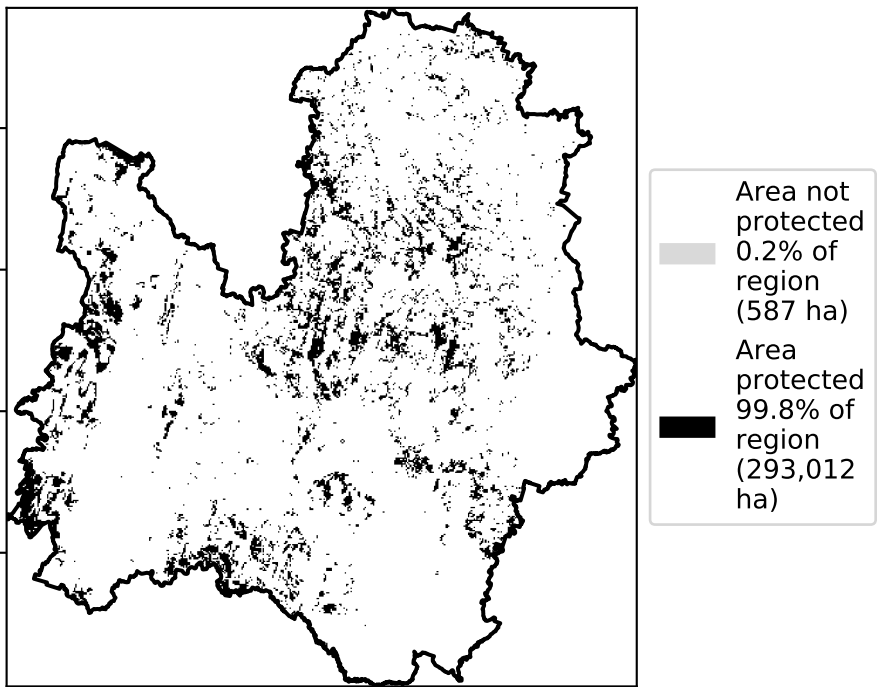 Area not
protected
0.2% of
region
(587 ha)
Area
protected
99.8% of
region
(293,012
ha)